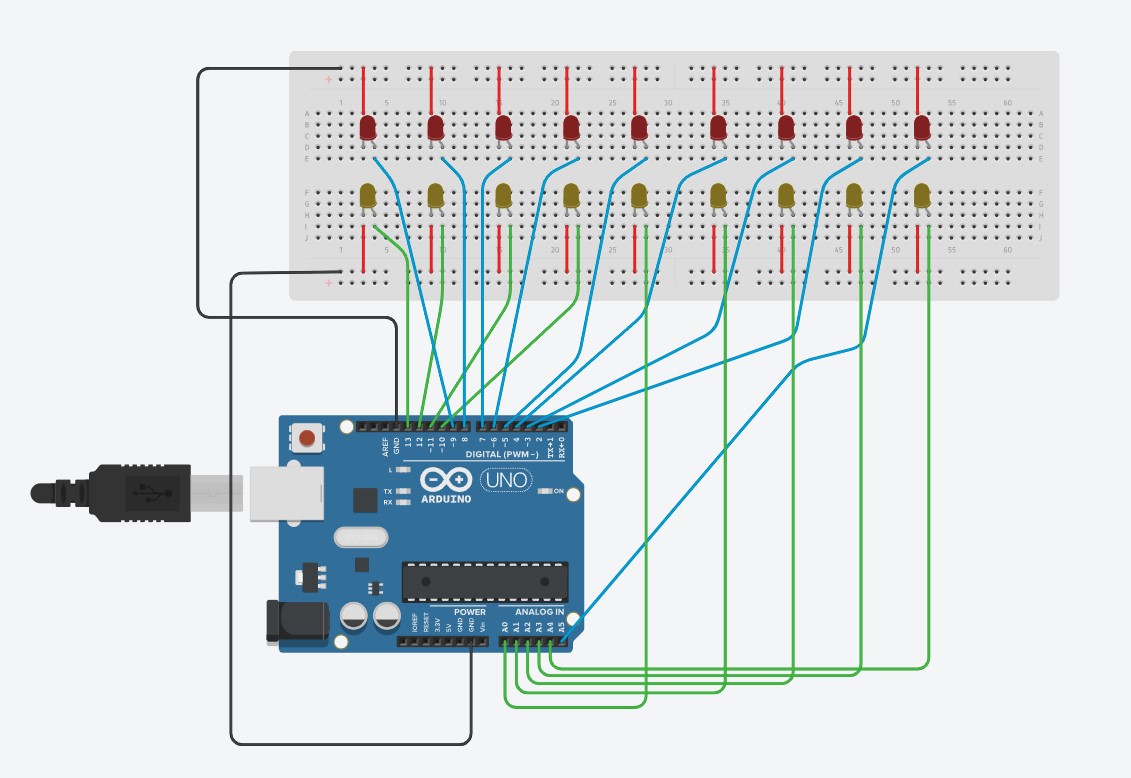 1 5 10 15 20 25 30 35 40 45 50 55 60
A A
B B
C C
D D
E E
F F
G G
H H
I I
J J
1 5 10 15 20 25 30 35 40 45 50 55 60
AREF
GND
13
12
~11
~10
~9
8
7
~6
~5
4
~3
2
TX→1
RX←0
DIGITAL (PWM~)
L
TX
RX
ARDUINO
UNO
ON
POWER
ANALOG IN
IOREF
RESET
3.3V
5V
GND
GND
Vin
A0
A1
A2
A3
A4
A5